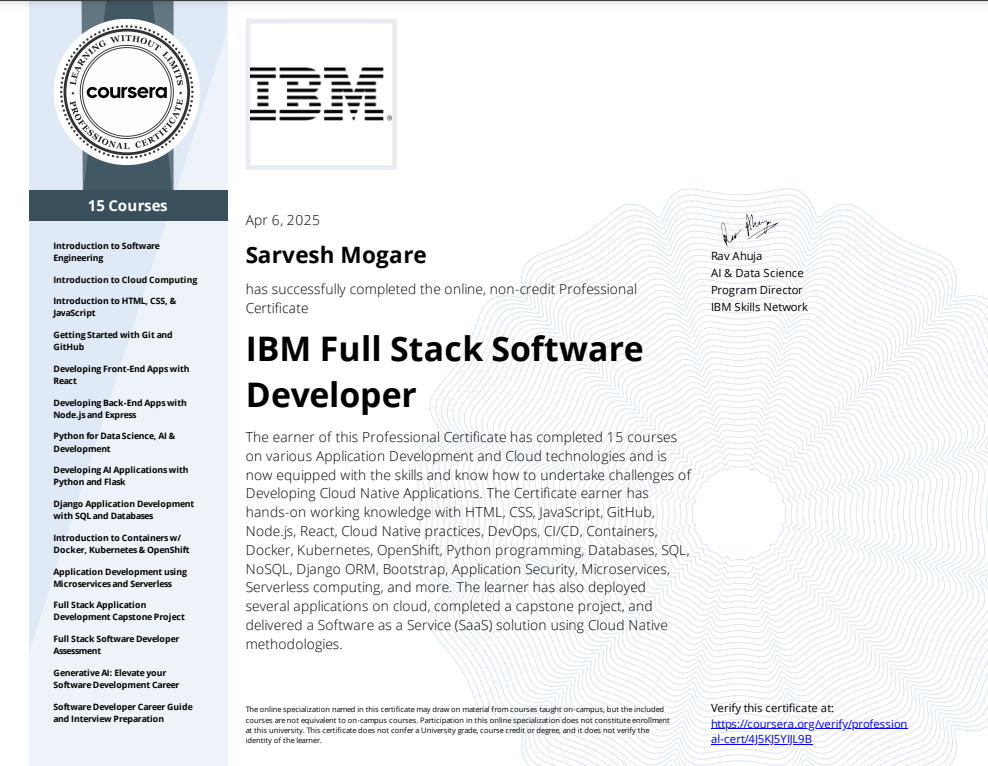 LEARNING WITHOUT LIMITS
coursera
PROFESSIONAL CERTIFICATE
IBM®
15 Courses
Introduction to Software
Engineering
Introduction to Cloud Computing
Introduction to HTML, CSS, &
JavaScript
Getting Started with Git and
GitHub
Developing Front-End Apps with
React
Developing Back-End Apps with
Node.js and Express
Python for Data Science, AI &
Development
Developing AI Applications with
Python and Flask
Django Application Development
with SQL and Databases
Introduction to Containers w/
Docker, Kubernetes & OpenShift
Application Development using
Microservices and Serverless
Full Stack Application
Development Capstone Project
Full Stack Software Developer
Assessment
Generative AI: Elevate your
Software Development Career
Software Developer Career Guide
and Interview Preparation
Apr 6, 2025
Sarvesh Mogare
has successfully completed the online, non-credit Professional
Certificate
IBM Full Stack Software
Developer
The earner of this Professional Certificate has completed 15 courses
on various Application Development and Cloud technologies and is
now equipped with the skills and know how to undertake challenges of
Developing Cloud Native Applications. The Certificate earner has
hands-on working knowledge with HTML, CSS, JavaScript, GitHub,
Node.js, React, Cloud Native practices, DevOps, CI/CD, Containers,
Docker, Kubernetes, OpenShift, Python programming, Databases, SQL,
NoSQL, Django ORM, Bootstrap, Application Security, Microservices,
Serverless computing, and more. The learner has also deployed
several applications on cloud, completed a capstone project, and
delivered a Software as a Service (SaaS) solution using Cloud Native
methodologies.
The online specialization named in this certificate may draw on material from courses taught on-campus, but the included
courses are not equivalent to on-campus courses. Participation in this online specialization does not constitute enrollment
at this university. This certificate does not confer a University grade, course credit or degree, and it does not verify the
identity of the learner.
Rav Ahuja
Rav Ahuja
AI & Data Science
Program Director
IBM Skills Network
Verify this certificate at:
https://coursera.org/verify/profession
al-cert/4J5KJ5YIJL9B